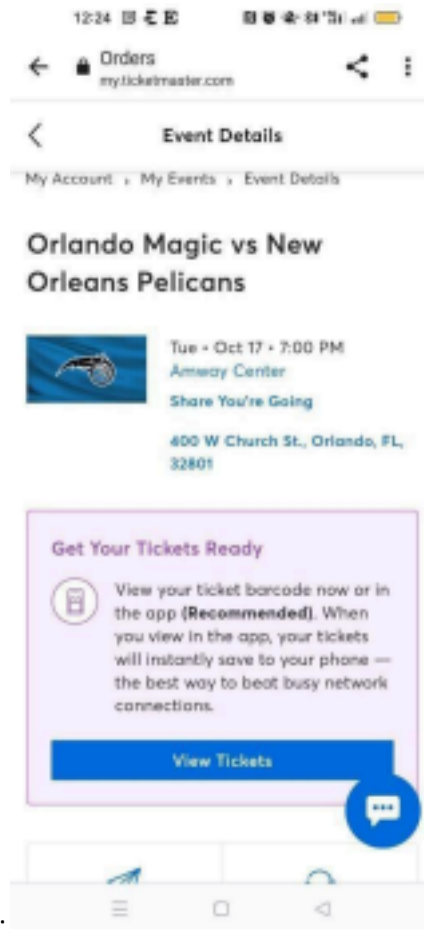 12:24
Orders
my.ticketmaster.com
Event Details
My Account › My Events › Event Details
Orlando Magic vs New
Orleans Pelicans
Tue • Oct 17 • 7:00 PM
Amway Center
Share You're Going
400 W Church St., Orlando, FL,
32801
Get Your Tickets Ready
View your ticket barcode now or in
the app (Recommended). When
you view in the app, your tickets
will instantly save to your phone —
the best way to beat busy network
connections.
View Tickets
.